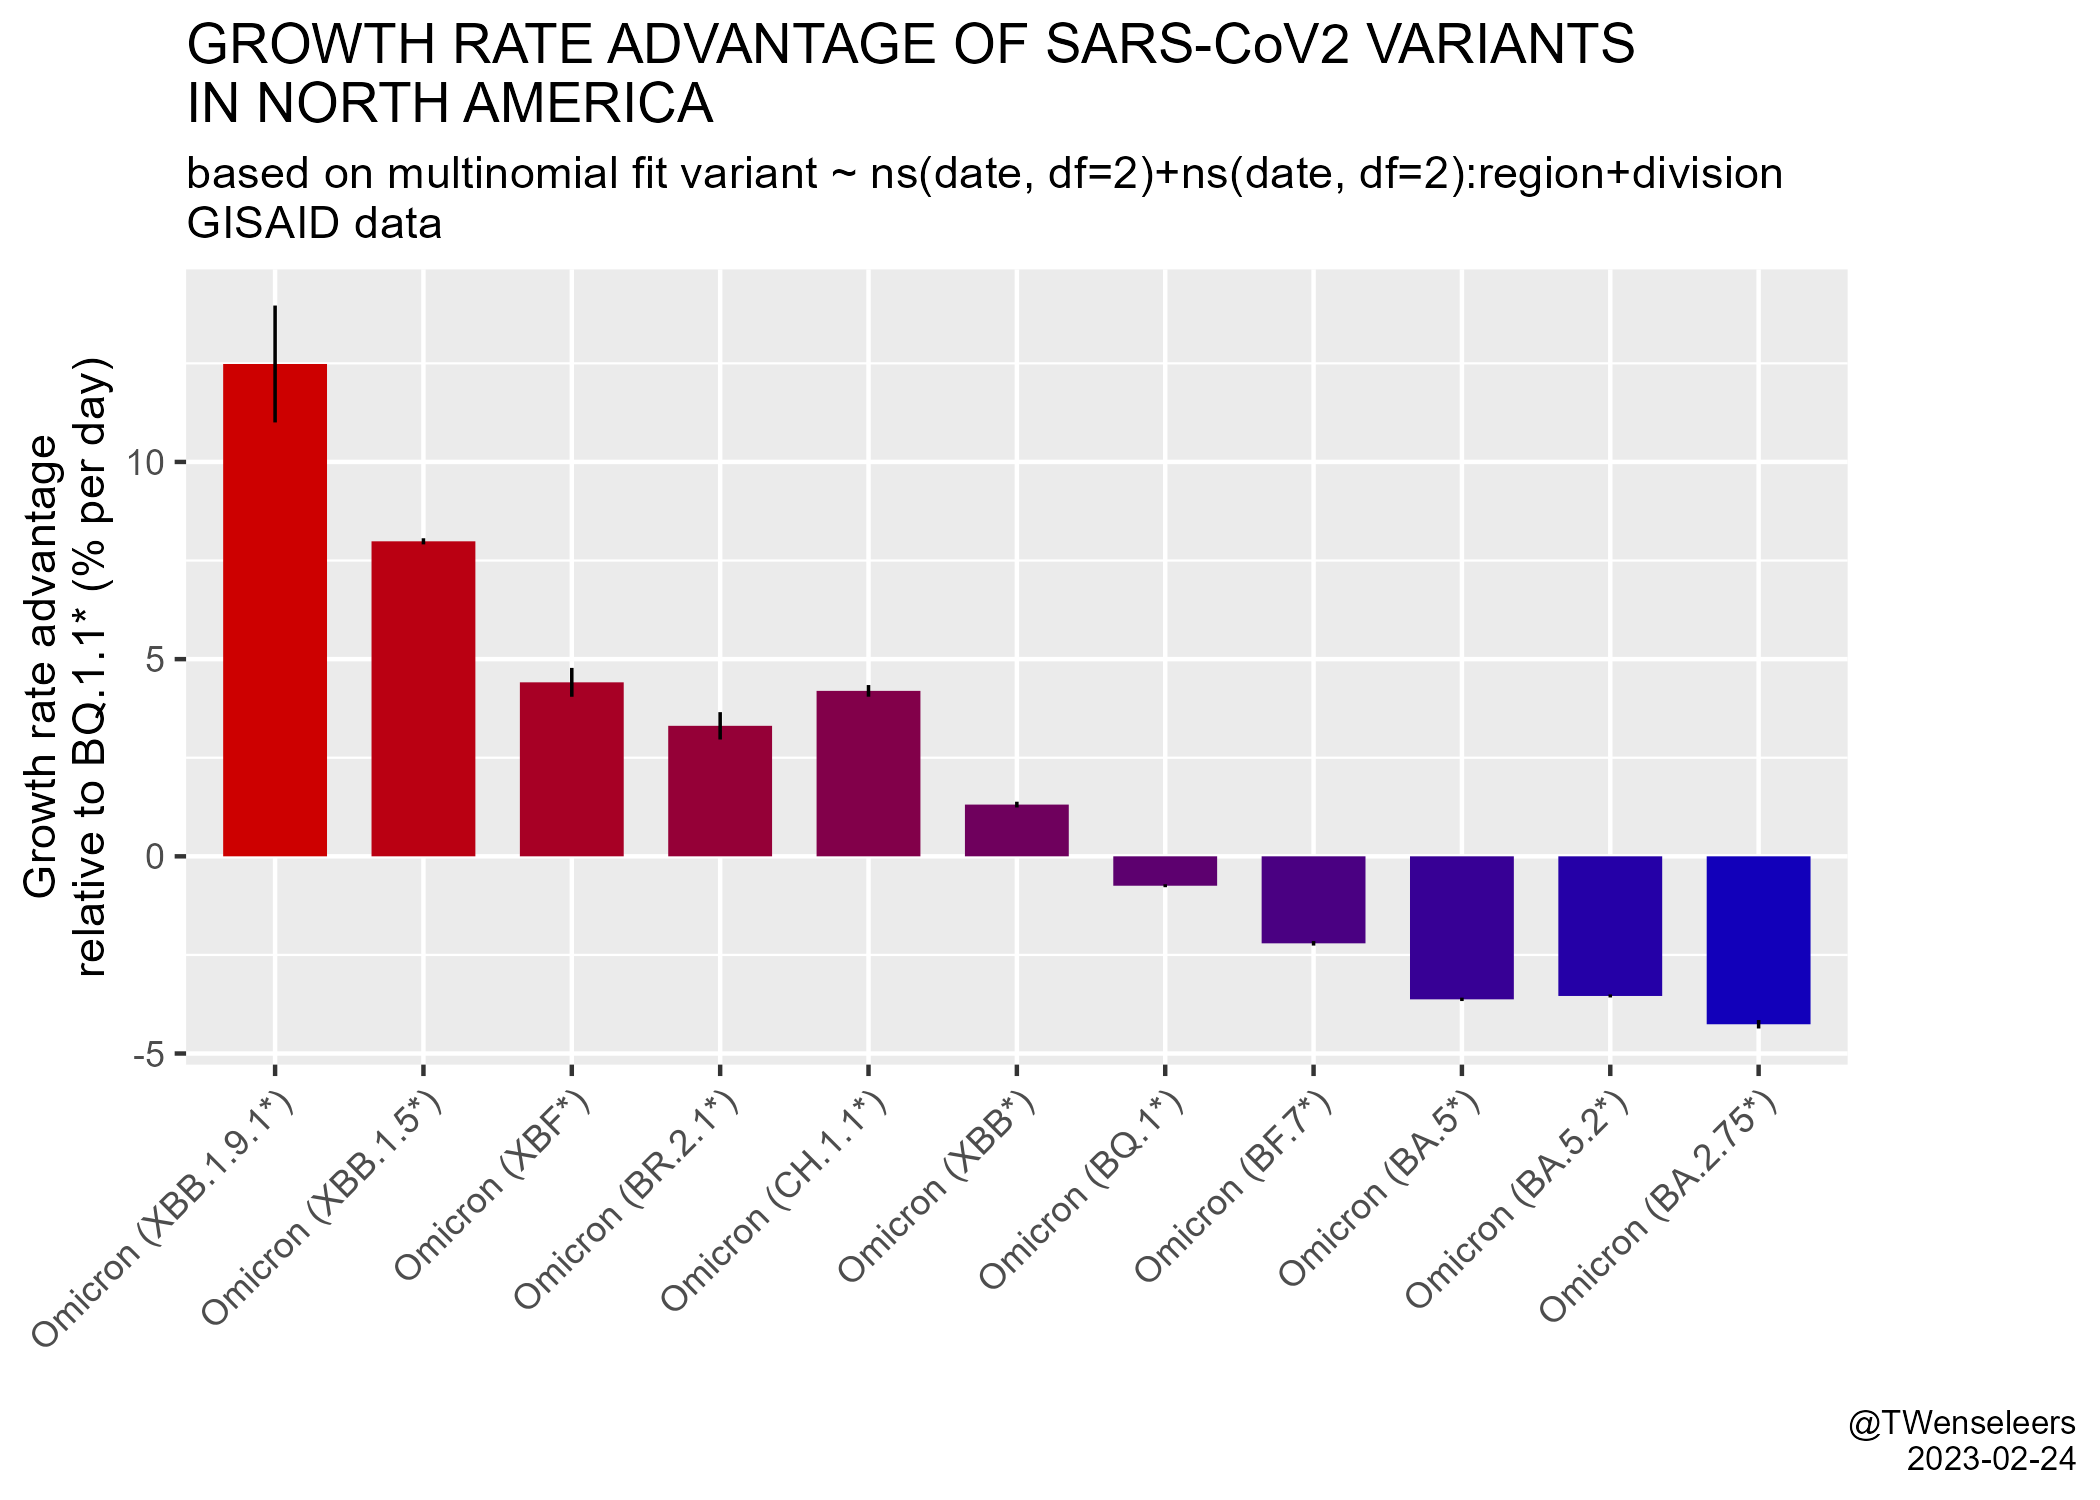 GROWTH RATE ADVANTAGE OF SARS-CoV2 VARIANTS
IN NORTH AMERICA
based on multinomial fit variant ~ ns(date, df=2)+ns(date, df=2):region+division
GISAID data
Growth rate advantage
relative to BQ.1.1* (% per day)
10
5
0
-5
Omicron (XBB.1.9.1*)
Omicron (XBB.1.5*)
Omicron (XBF*)
Omicron (BR.2.1*)
Omicron (CH.1.1*)
Omicron (XBB*)
Omicron (BQ.1*)
Omicron (BF.7*)
Omicron (BA.5*)
Omicron (BA.5.2*)
Omicron (BA.2.75*)
@TWenseleers
2023-02-24